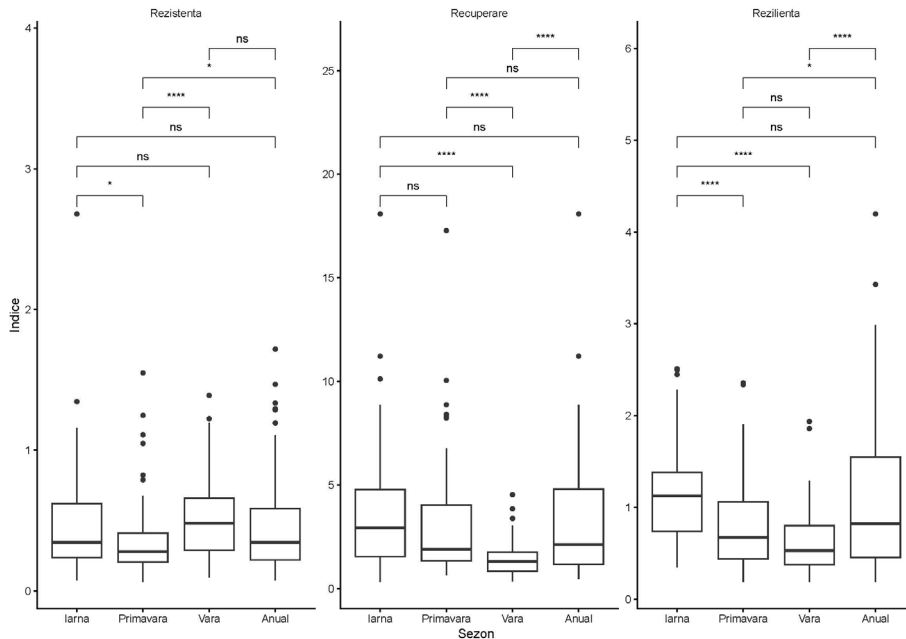 Rezistenta
Recuperare
Rezilienta
Indice
4
3
2
1
0
ns
*
****
ns
ns
*
25
20
15
10
5
0
****
ns
****
ns
****
ns
6
5
4
3
2
1
0
****
*
ns
ns
****
****
Iarna Primavara Vara Anual
Iarna Primavara Vara Anual
Iarna Primavara Vara Anual
Sezon